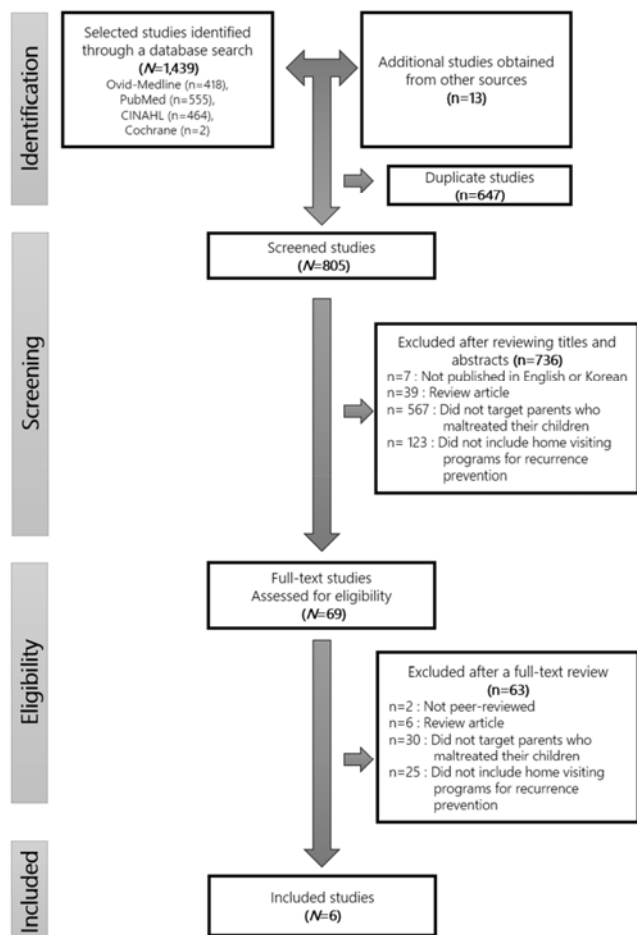 Identification
Selected studies identified
through a database search
(N=1,439)
Ovid-Medline (n=418),
PubMed (n=555),
CINAHL (n=464),
Cochrane (n=2)
Additional studies obtained
from other sources
(n=13)
Duplicate studies
(n=647)
Screening
Screened studies
(N=805)
Excluded after reviewing titles and
abstracts (n=736)
n=7 : Not published in English or Korean
n=39 : Review article
n= 567 : Did not target parents who
maltreated their children
n= 123 : Did not include home visiting
programs for recurrence
prevention
Eligibility
Full-text studies
Assessed for eligibility
(N=69)
Excluded after a full-text review
(n=63)
n=2 : Not peer-reviewed
n=6 : Review article
n=30 : Did not target parents who
maltreated their children
n=25 : Did not include home visiting
programs for recurrence
prevention
Included
Included studies
(N=6)